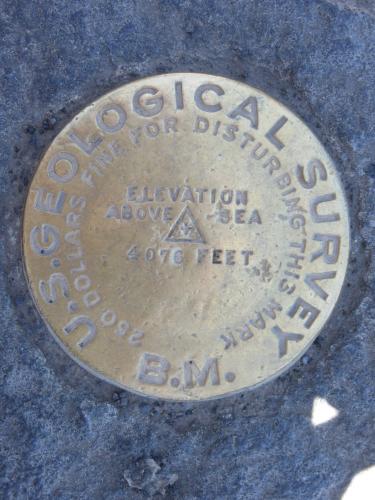 U.S. GEOLOGICAL SURVEY
250 DOLLARS FINE FOR DISTURBING THIS MARK
ELEVATION
ABOVE SEA
4076 FEET
B.M.